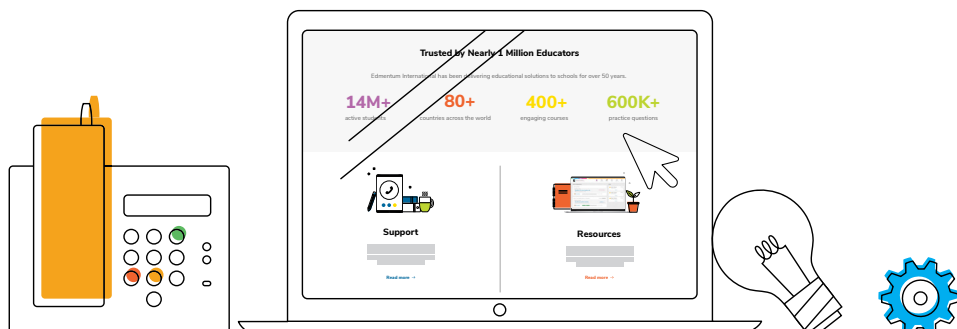 Trusted by Nearly 1 Million Educators
Edmentum International has been delivering educational solutions to schools for over 50 years.
14M+ 80+ 400+ 600K+
active students countries across the world engaging courses practice questions
Support Resources
Read more → Read more →